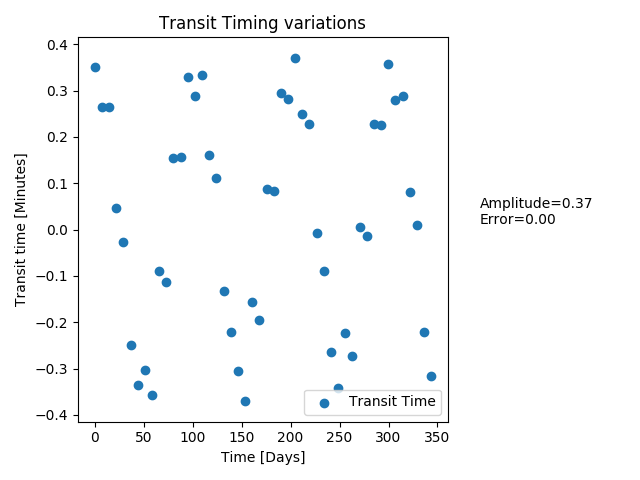 Transit Timing variations
Transit time [Minutes]
0.4
0.3
0.2
0.1
0.0
−0.1
−0.2
−0.3
−0.4
Amplitude=0.37
Error=0.00
Transit Time
0
50
100
150
200
250
300
350
Time [Days]